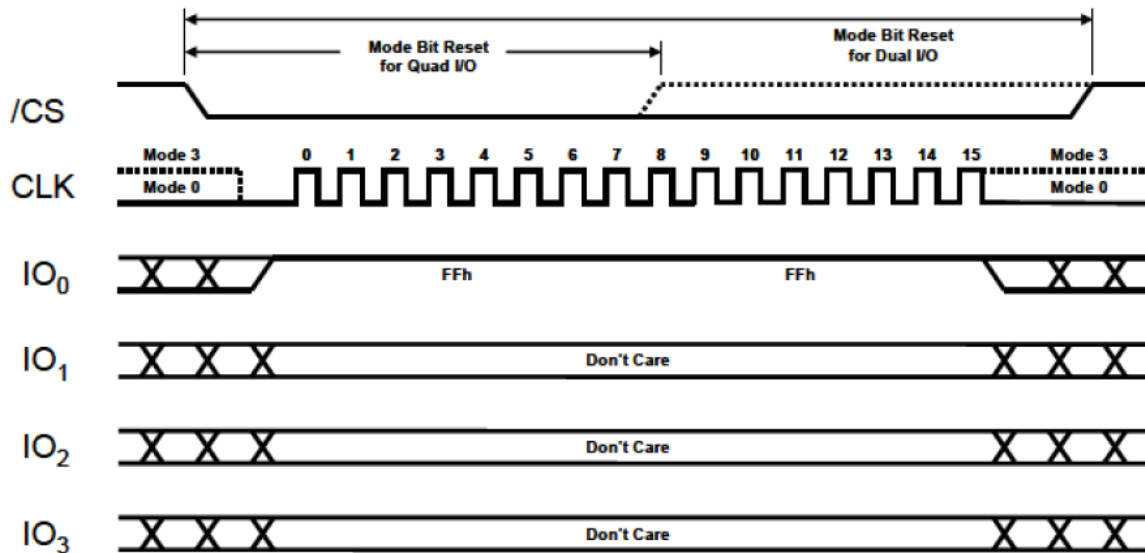 Mode Bit Reset
for Quad I/O
Mode Bit Reset
for Dual I/O
/CS
Mode 3
0 1 2 3 4 5 6 7 8 9 10 11 12 13 14 15
Mode 3
CLK
Mode 0
Mode 0
IO0
FFh
FFh
IO1
Don't Care
IO2
Don't Care
IO3
Don't Care